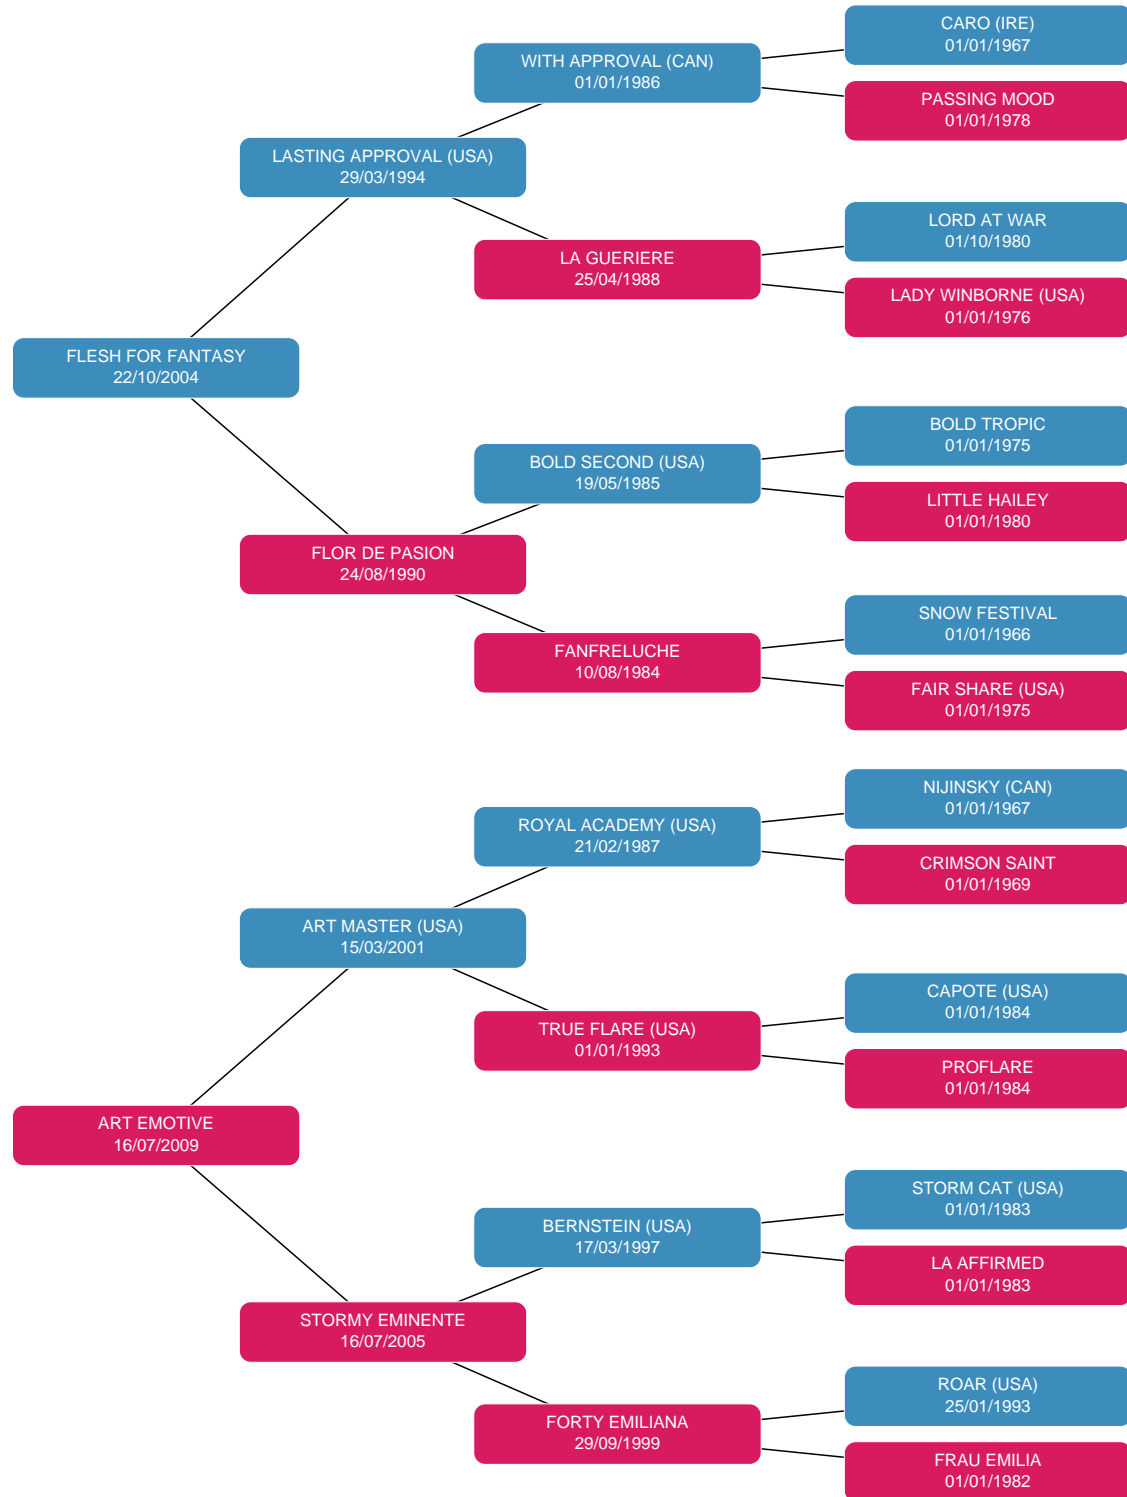 CARO (IRE)
01/01/1967
WITH APPROVAL (CAN)
01/01/1986
PASSING MOOD
01/01/1978
LASTING APPROVAL (USA)
29/03/1994
LORD AT WAR
01/10/1980
LA GUERIERE
25/04/1988
LADY WINBORNE (USA)
01/01/1976
FLESH FOR FANTASY
22/10/2004
BOLD TROPIC
01/01/1975
BOLD SECOND (USA)
19/05/1985
LITTLE HAILEY
01/01/1980
FLOR DE PASION
24/08/1990
SNOW FESTIVAL
01/01/1966
FANFRELUCHE
10/08/1984
FAIR SHARE (USA)
01/01/1975
NIJINSKY (CAN)
01/01/1967
ROYAL ACADEMY (USA)
21/02/1987
CRIMSON SAINT
01/01/1969
ART MASTER (USA)
15/03/2001
CAPOTE (USA)
01/01/1984
TRUE FLARE (USA)
01/01/1993
PROFLARE
01/01/1984
ART EMOTIVE
16/07/2009
STORM CAT (USA)
01/01/1983
BERNSTEIN (USA)
17/03/1997
LA AFFIRMED
01/01/1983
STORMY EMINENTE
16/07/2005
ROAR (USA)
25/01/1993
FORTY EMILIANA
29/09/1999
FRAU EMILIA
01/01/1982